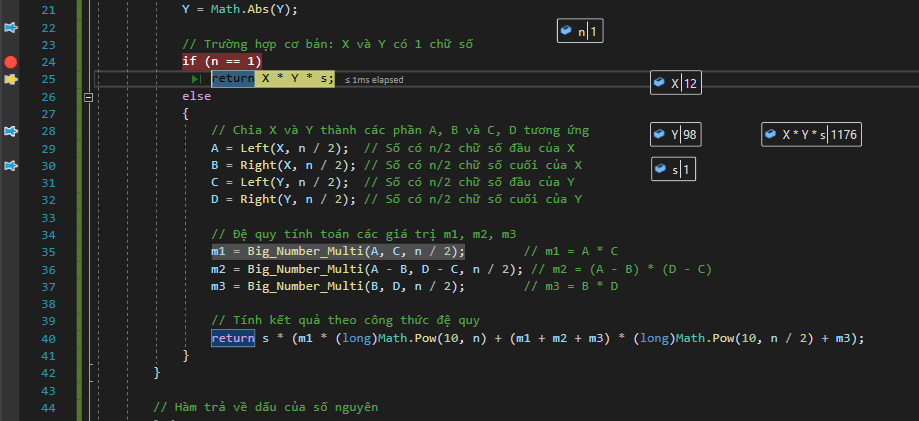 21 Y = Math.Abs(Y);
22 n 1
23 // Trường hợp cơ bản: X và Y có 1 chữ số
24 if (n == 1)
25 return X * Y * s; ≤ 1ms elapsed X 12
26 else
27 {
28 // Chia X và Y thành các phần A, B và C, D tương ứng Y 98 X * Y * s 1176
29 A = Left(X, n / 2); // Số có n/2 chữ số đầu của X
30 B = Right(X, n / 2); // Số có n/2 chữ số cuối của X s 1
31 C = Left(Y, n / 2); // Số có n/2 chữ số đầu của Y
32 D = Right(Y, n / 2); // Số có n/2 chữ số cuối của Y
33
34 // Đệ quy tính toán các giá trị m1, m2, m3
35 m1 = Big_Number_Multi(A, C, n / 2); // m1 = A * C
36 m2 = Big_Number_Multi(A - B, D - C, n / 2); // m2 = (A - B) * (D - C)
37 m3 = Big_Number_Multi(B, D, n / 2); // m3 = B * D
38
39 // Tính kết quả theo công thức đệ quy
40 return s * (m1 * (long)Math.Pow(10, n) + (m1 + m2 + m3) * (long)Math.Pow(10, n / 2) + m3);
41 }
42 }
43
44 // Hàm trả về dấu của số nguyên